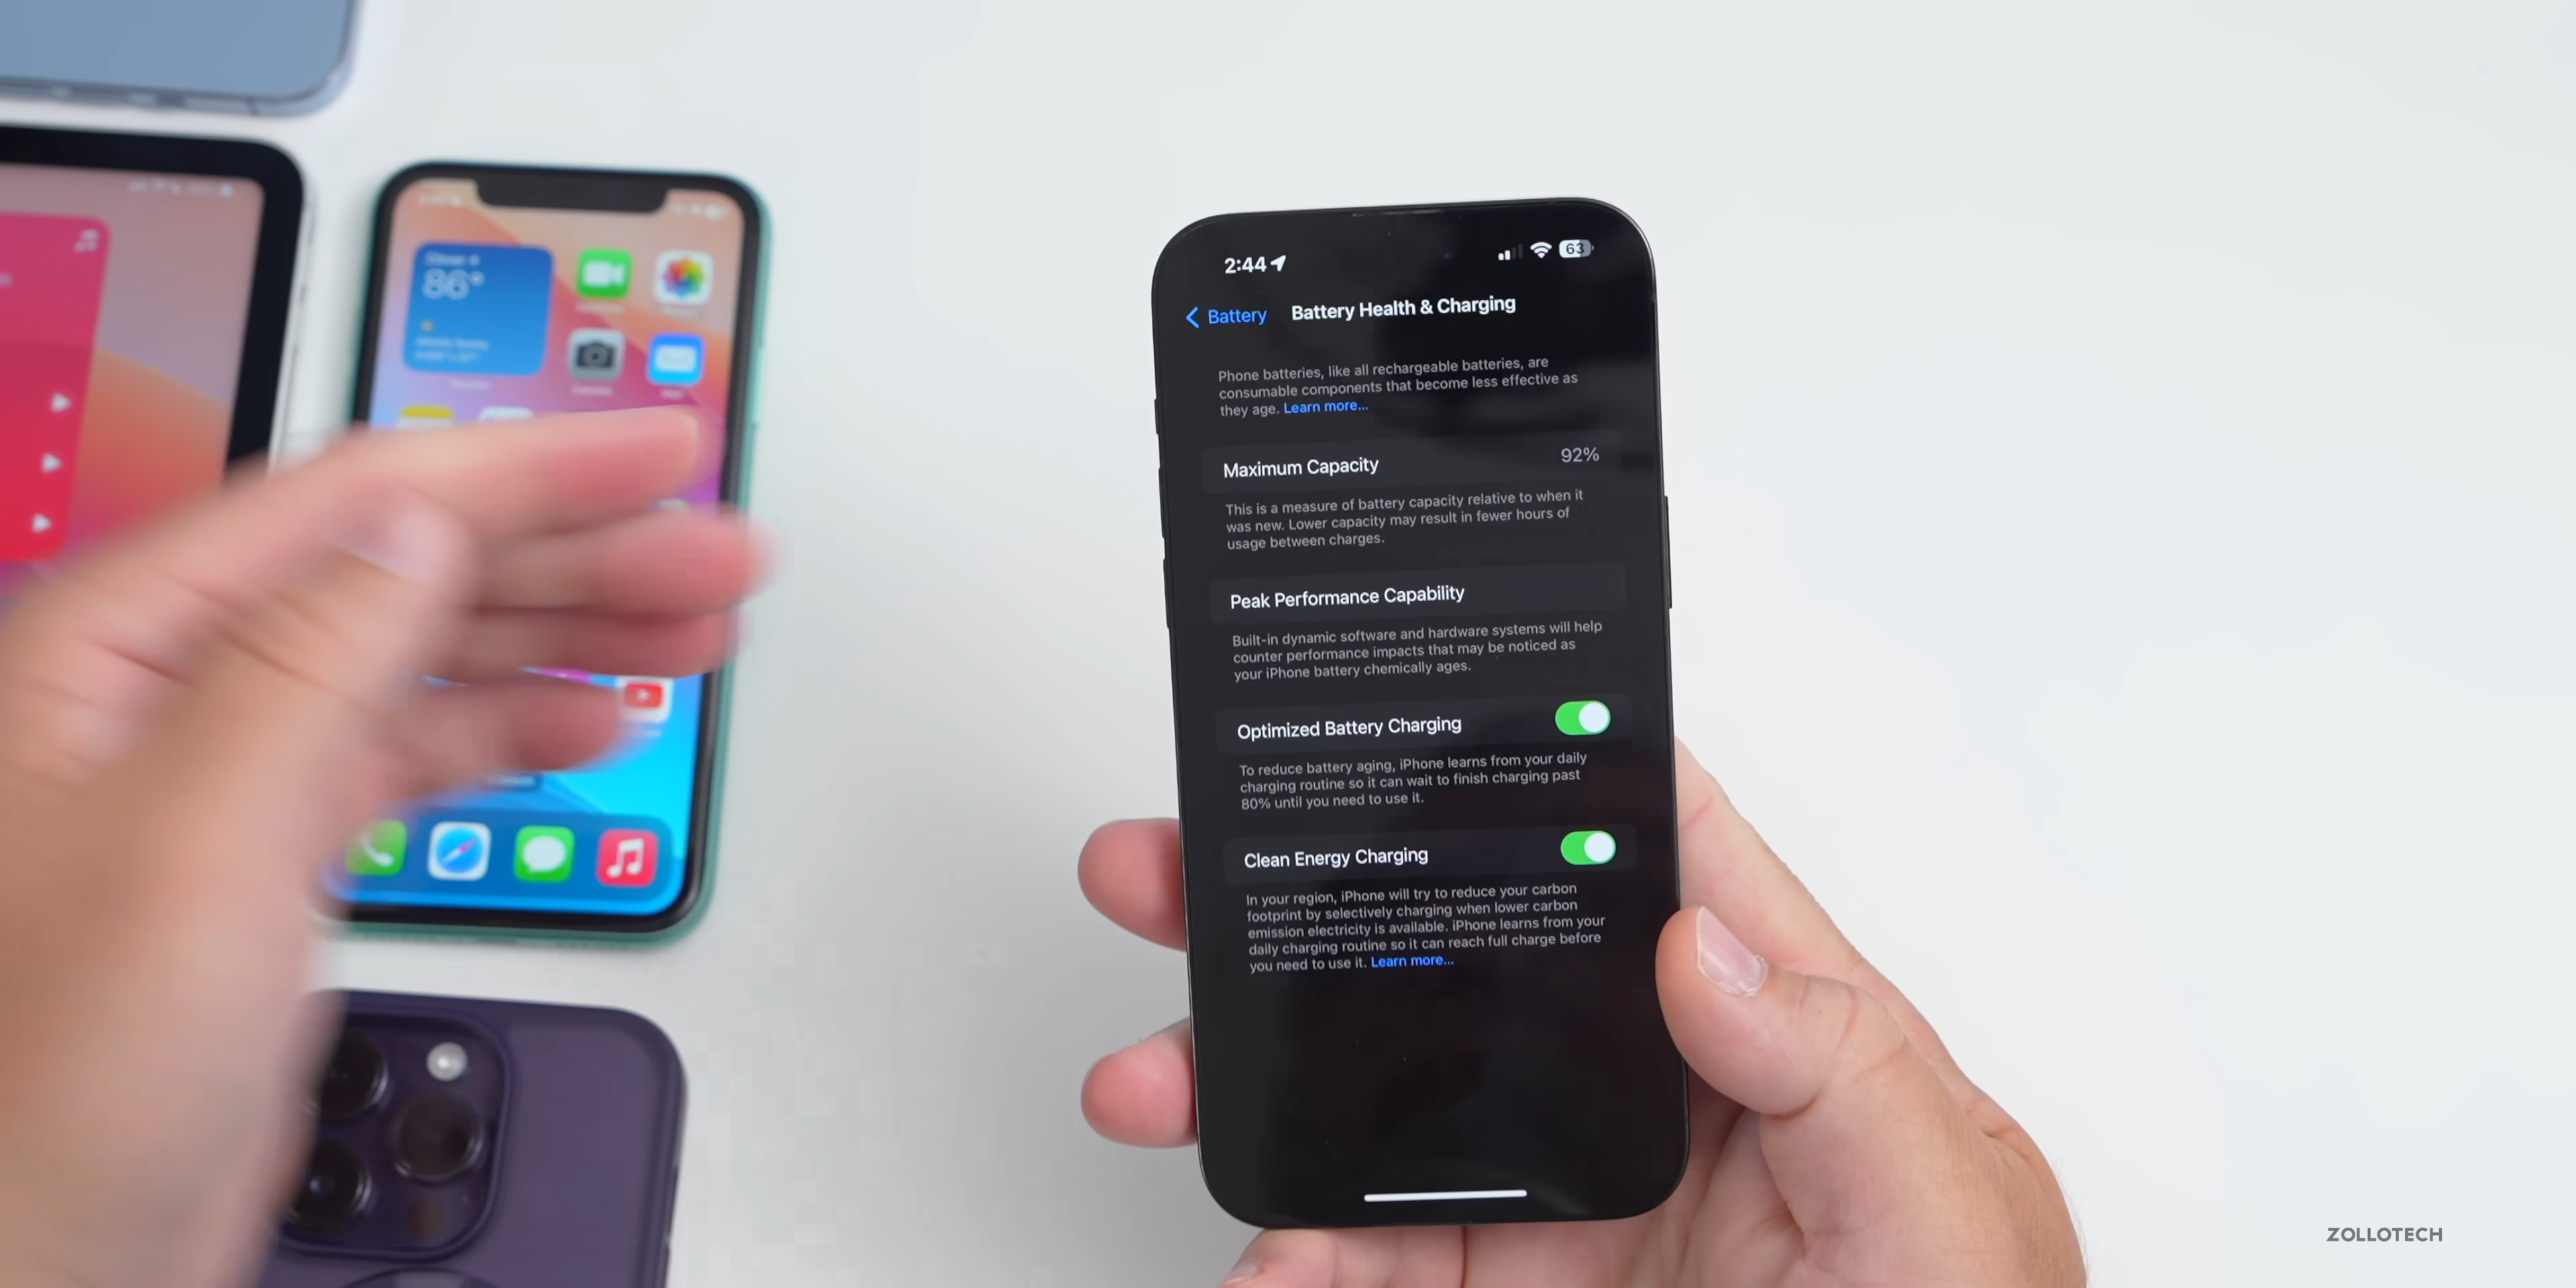 86°
2:44
63
Battery
Battery Health & Charging
Phone batteries, like all rechargeable batteries, are
consumable components that become less effective as
they age. Learn more...
Maximum Capacity
92%
This is a measure of battery capacity relative to when it
was new. Lower capacity may result in fewer hours of
usage between charges.
Peak Performance Capability
Built-in dynamic software and hardware systems will help
counter performance impacts that may be noticed as
your iPhone battery chemically ages.
Optimized Battery Charging
To reduce battery aging, iPhone learns from your daily
charging routine so it can wait to finish charging past
80% until you need to use it.
Clean Energy Charging
In your region, iPhone will try to reduce your carbon
footprint by selectively charging when lower carbon
emission electricity is available. iPhone learns from your
daily charging routine so it can reach full charge before
you need to use it. Learn more...
ZOLLOTECH